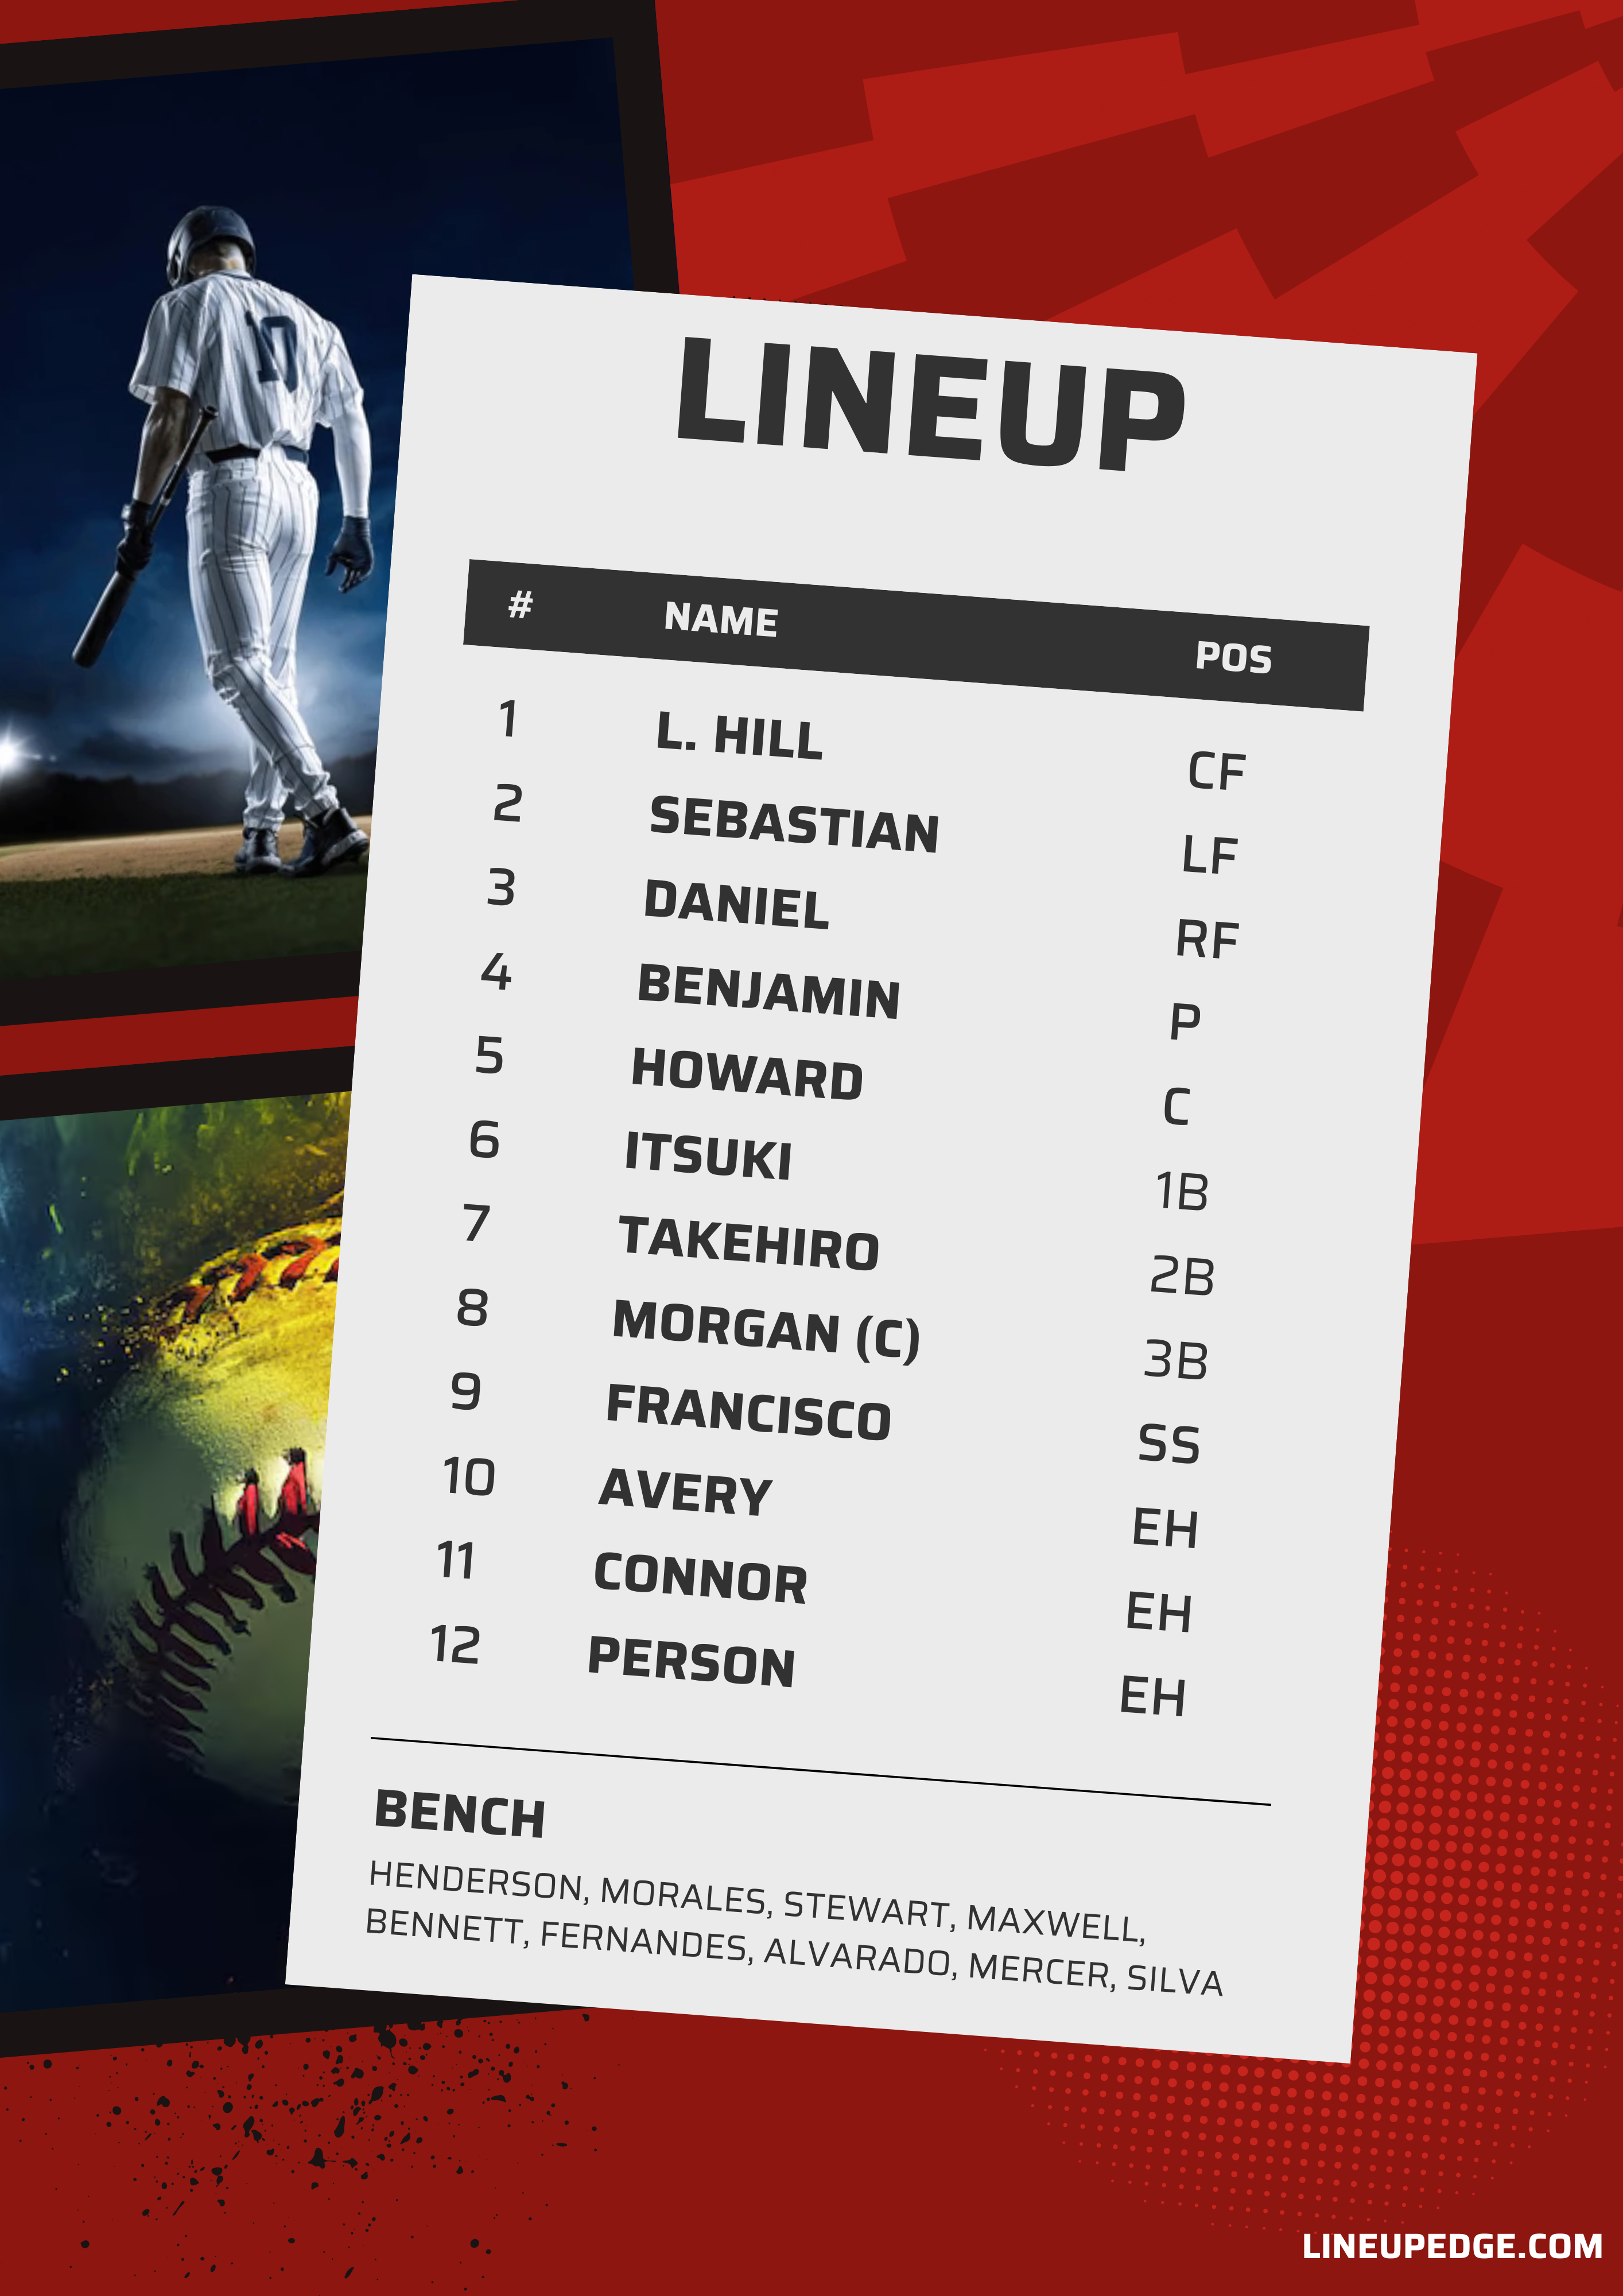 10
LINEUP
# NAME POS
1 L. HILL CF
2 SEBASTIAN LF
3 DANIEL RF
4 BENJAMIN P
5 HOWARD C
6 ITSUKI 1B
7 TAKEHIRO 2B
8 MORGAN (C) 3B
9 FRANCISCO SS
10 AVERY EH
11 CONNOR EH
12 PERSON EH
BENCH
HENDERSON, MORALES, STEWART, MAXWELL,
BENNETT, FERNANDES, ALVARADO, MERCER, SILVA
LINEUPEDGE.COM